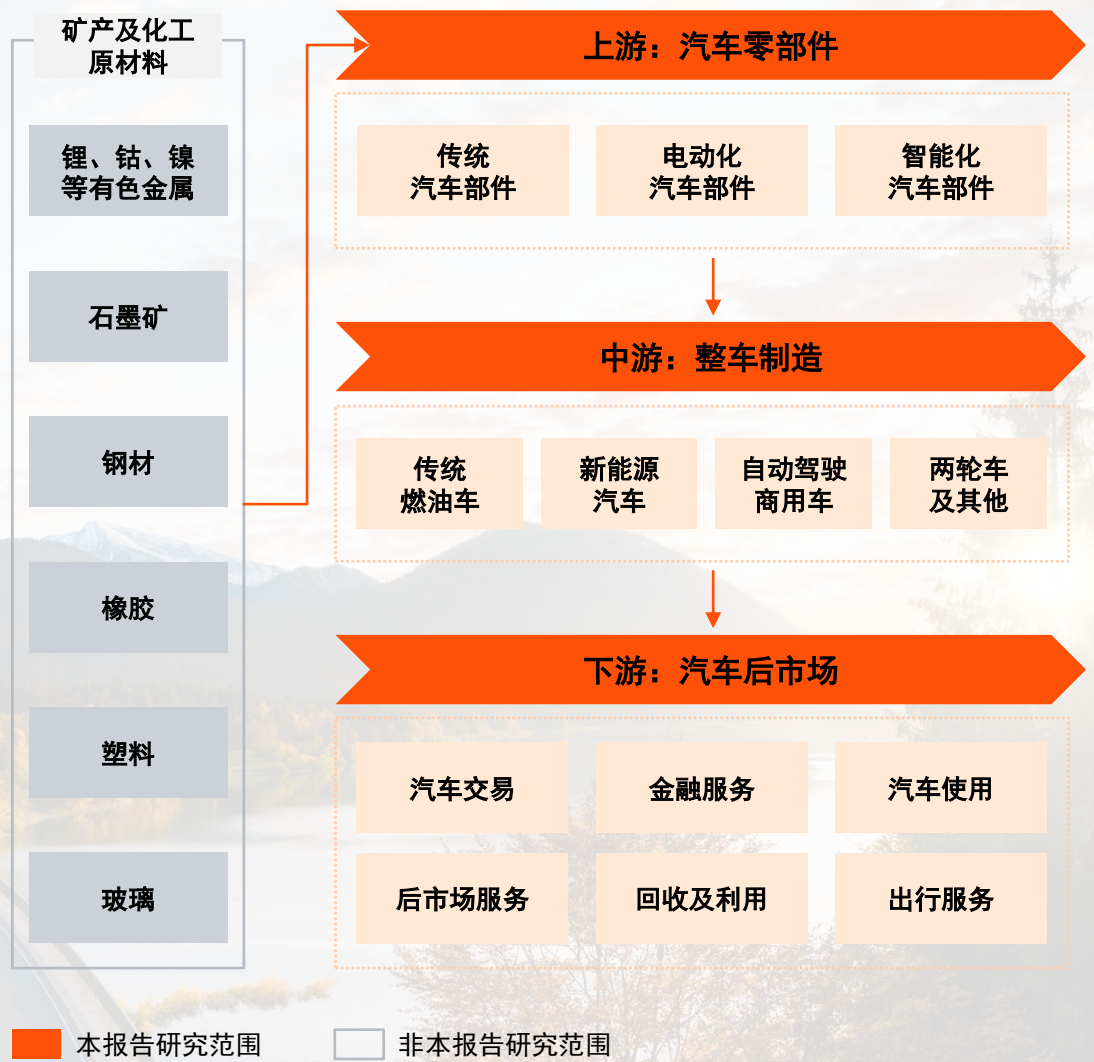 矿产及化工
原材料
锂、钴、镍
等有色金属
石墨矿
钢材
橡胶
塑料
玻璃
上游：汽车零部件
传统
汽车部件
电动化
汽车部件
智能化
汽车部件
中游：整车制造
传统
燃油车
新能源
汽车
自动驾驶
商用车
两轮车
及其他
下游：汽车后市场
汽车交易
金融服务
汽车使用
后市场服务
回收及利用
出行服务
本报告研究范围
非本报告研究范围